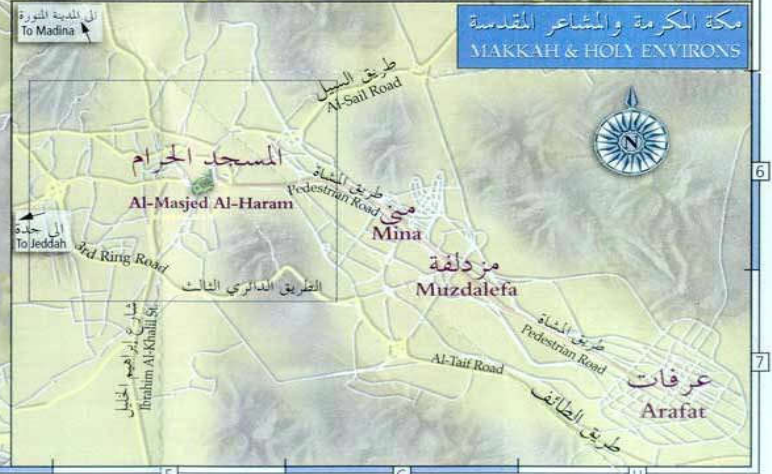 الى المدينة المنورة
To Madina
مكة المكرمة والمشاعر المقدسة
MAKKAH & HOLY ENVIRONS
طريق السيل
Al-Sail Road
6
المسجد الحرام
Al-Masjed Al-Haram
طريق المشاة
Pedestrian Road
منى
Mina
الى جدة
To Jeddah
3rd Ring Road
الطريق الدائري الثالث
مزدلفة
Muzdalefa
شارع إبراهيم الخليل
Ibrahim Al-Khalil St.
طريق المشاة
Pedestrian Road
7
Al-Taif Road
طريق الطائف
عرفات
Arafat
N